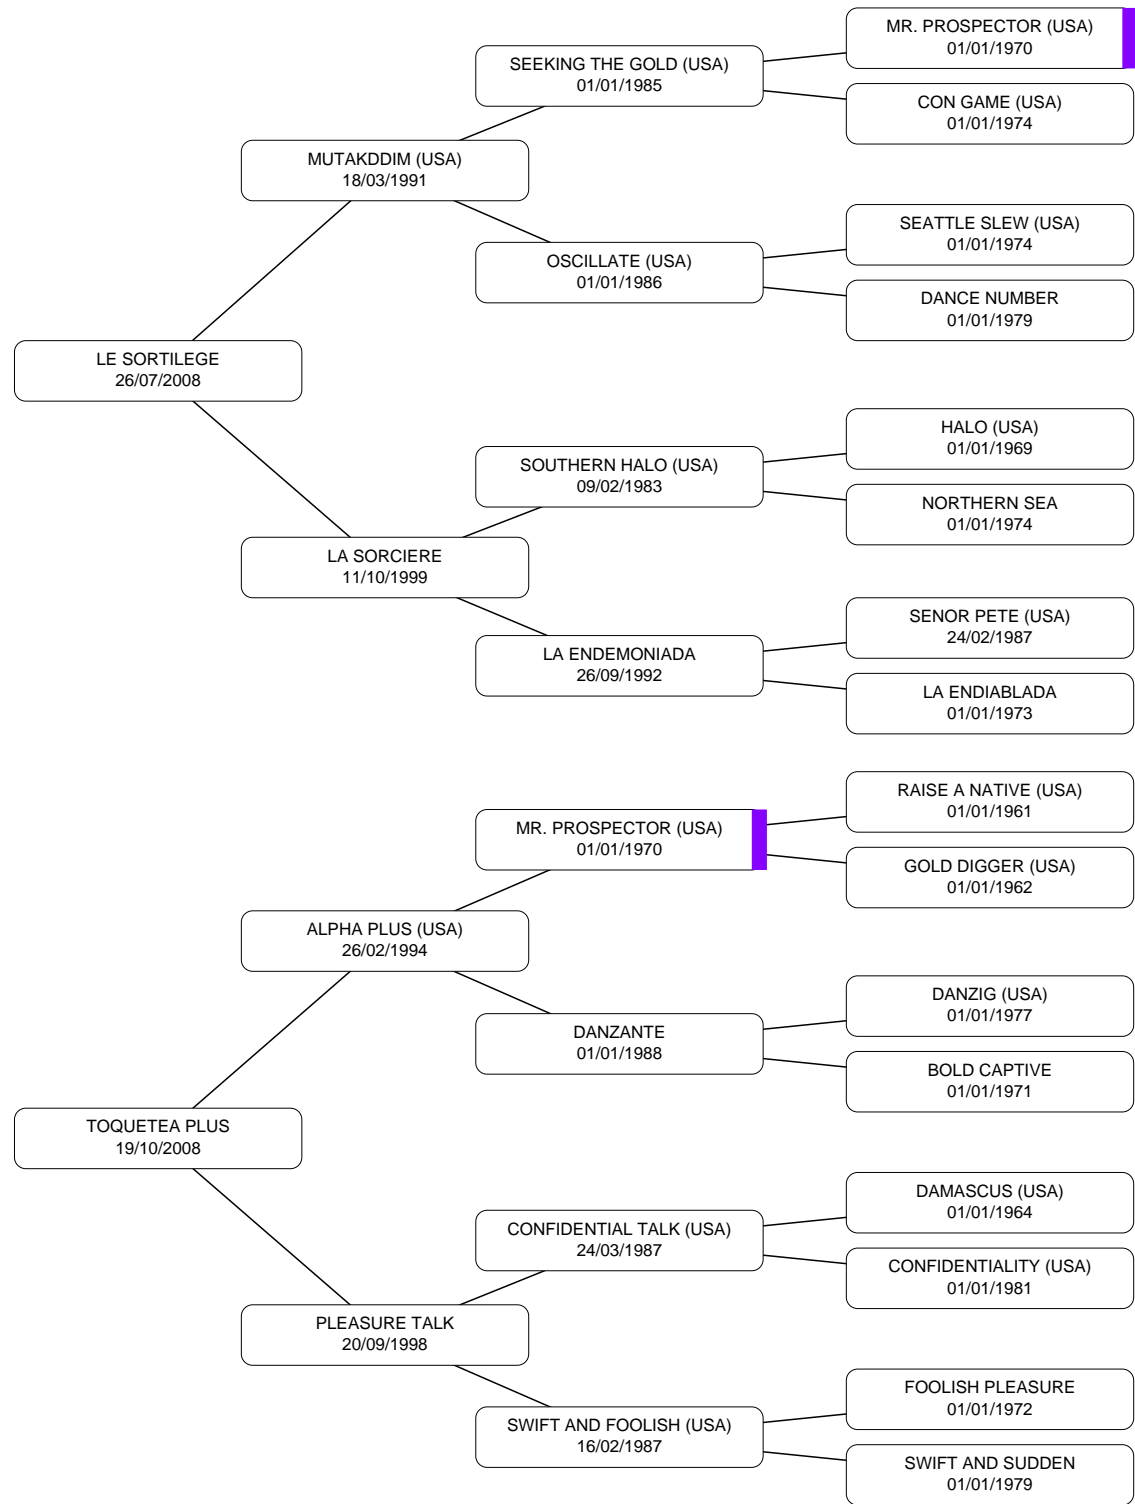 MR. PROSPECTOR (USA)
01/01/1970
SEEKING THE GOLD (USA)
01/01/1985
CON GAME (USA)
01/01/1974
MUTAKDDIM (USA)
18/03/1991
SEATTLE SLEW (USA)
01/01/1974
OSCILLATE (USA)
01/01/1986
DANCE NUMBER
01/01/1979
LE SORTILEGE
26/07/2008
HALO (USA)
01/01/1969
SOUTHERN HALO (USA)
09/02/1983
NORTHERN SEA
01/01/1974
LA SORCIERE
11/10/1999
SENOR PETE (USA)
24/02/1987
LA ENDEMONIADA
26/09/1992
LA ENDIABLADA
01/01/1973
RAISE A NATIVE (USA)
01/01/1961
MR. PROSPECTOR (USA)
01/01/1970
GOLD DIGGER (USA)
01/01/1962
ALPHA PLUS (USA)
26/02/1994
DANZIG (USA)
01/01/1977
DANZANTE
01/01/1988
BOLD CAPTIVE
01/01/1971
TOQUETEA PLUS
19/10/2008
DAMASCUS (USA)
01/01/1964
CONFIDENTIAL TALK (USA)
24/03/1987
CONFIDENTIALITY (USA)
01/01/1981
PLEASURE TALK
20/09/1998
FOOLISH PLEASURE
01/01/1972
SWIFT AND FOOLISH (USA)
16/02/1987
SWIFT AND SUDDEN
01/01/1979